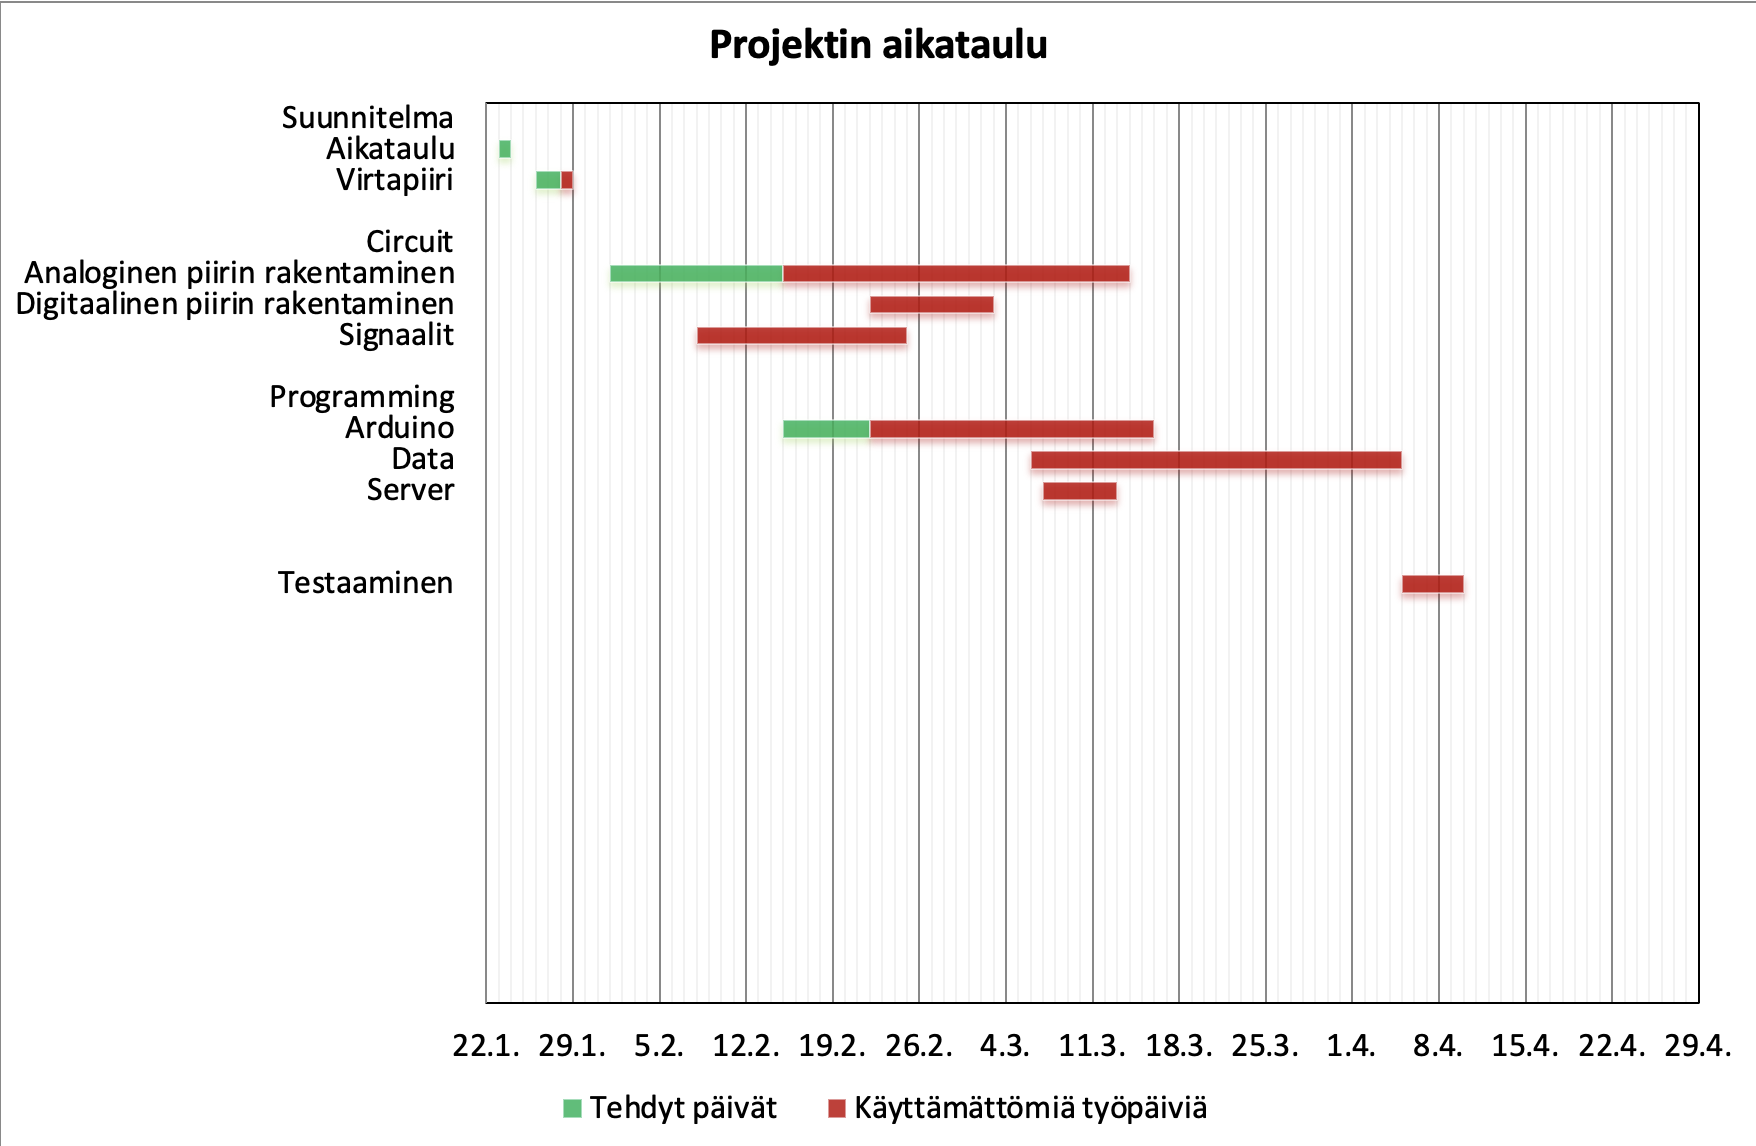 Projektin aikataulu
Suunnitelma
Aikataulu
Virtapiiri
Circuit
Analoginen piirin rakentaminen
Digitaalinen piirin rakentaminen
Signaalit
Programming
Arduino
Data
Server
Testaaminen
22.1. 29.1. 5.2. 12.2. 19.2. 26.2. 4.3. 11.3. 18.3. 25.3. 1.4. 8.4. 15.4. 22.4. 29.4.
Tehdyt päivät Käyttämättömiä työpäiviä